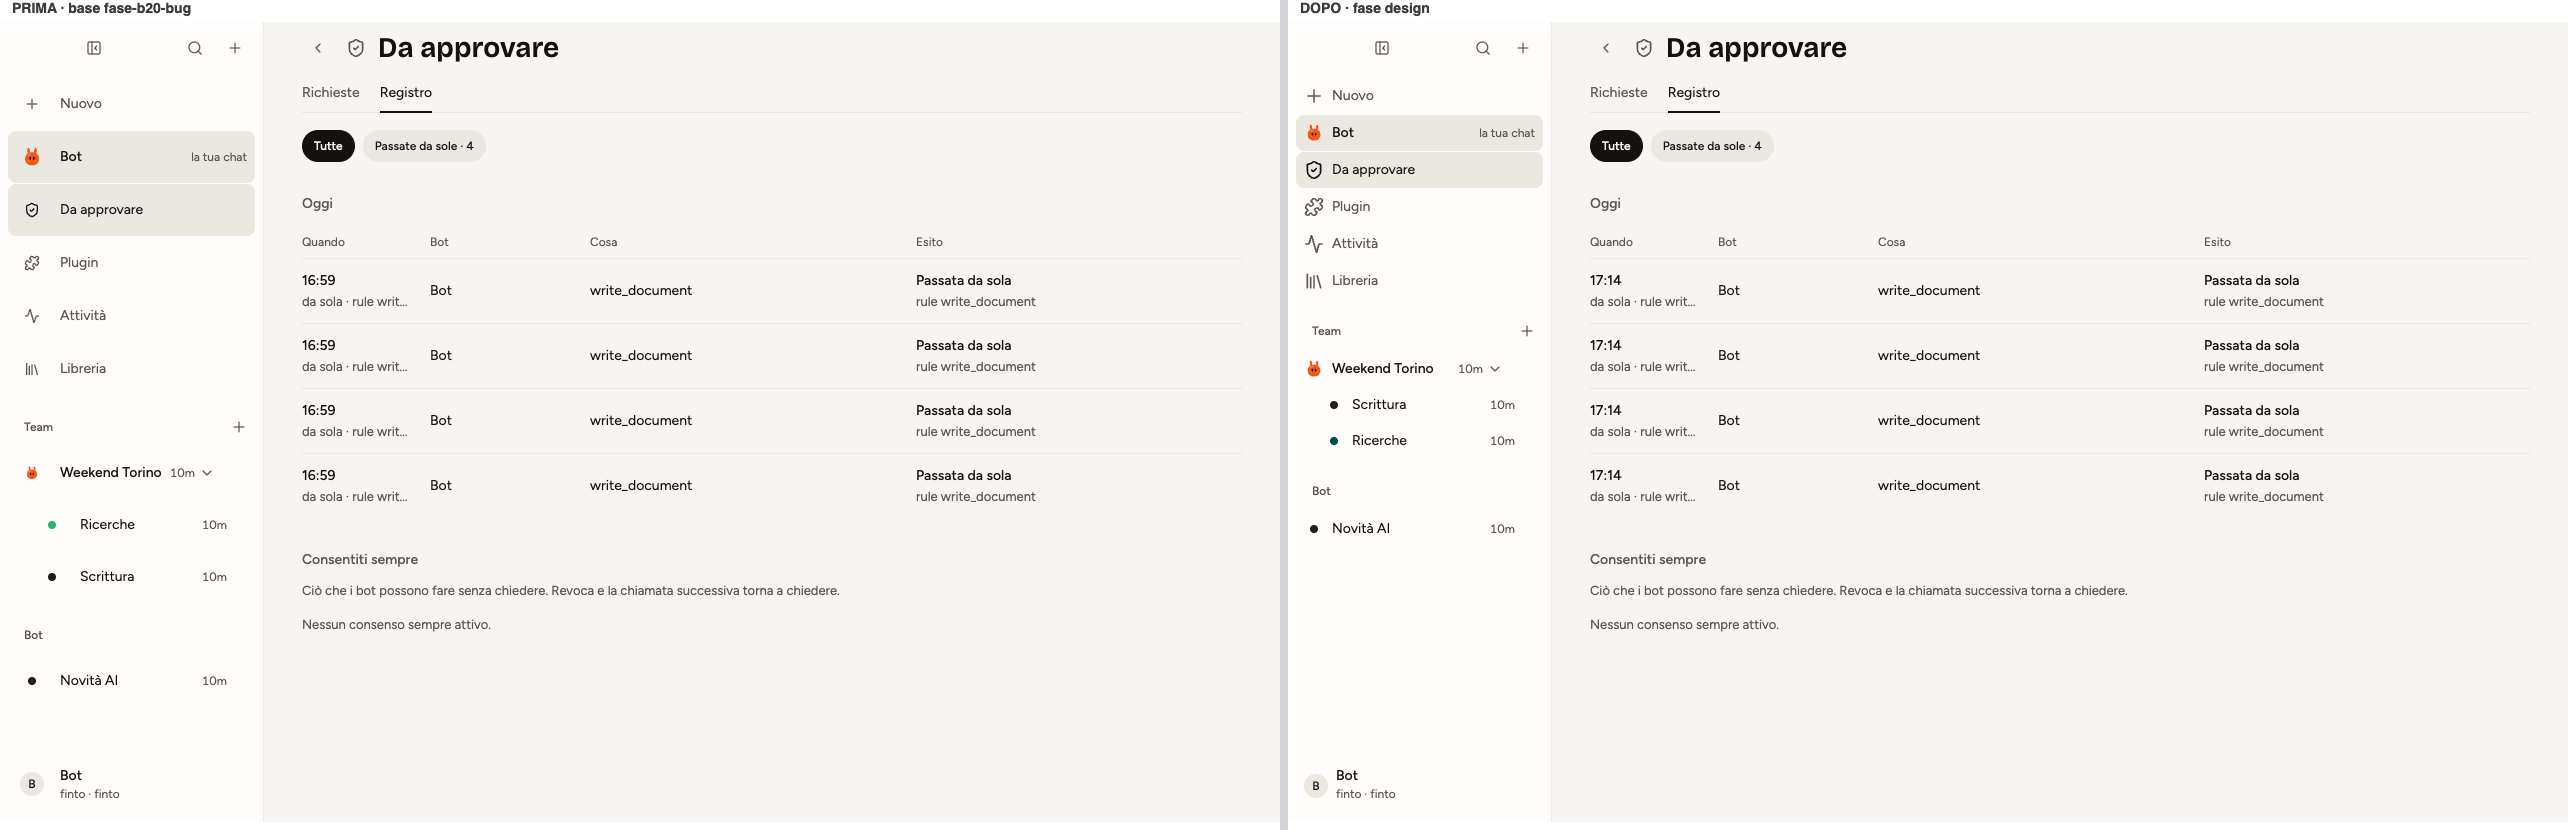 PRIMA · base fase-b20-bug
Da approvare
Nuovo
Richieste Registro
Bot la tua chat
Tutte Passate da sole · 4
Da approvare
Oggi
Plugin
Quando Bot Cosa Esito
Attività
16:59 Passata da sola
Bot write_document
da sola · rule writ... rule write_document
Libreria
16:59 Passata da sola
Bot write_document
da sola · rule writ... rule write_document
Team
16:59 Passata da sola
Bot write_document
da sola · rule writ... rule write_document
Weekend Torino 10m
16:59 Passata da sola
Bot write_document
da sola · rule writ... rule write_document
Ricerche 10m
Consentiti sempre
Scrittura 10m
Ciò che i bot possono fare senza chiedere. Revoca e la chiamata successiva torna a chiedere.
Nessun consenso sempre attivo.
Bot
Novità AI 10m
B Bot
finto · finto
DOPO · fase design
Da approvare
Nuovo
Richieste Registro
Bot la tua chat
Tutte Passate da sole · 4
Da approvare
Plugin
Oggi
Attività
Quando Bot Cosa Esito
Libreria
17:14 Passata da sola
Bot write_document
da sola · rule writ... rule write_document
Team
17:14 Passata da sola
Bot write_document
da sola · rule writ... rule write_document
Weekend Torino 10m
Scrittura 10m
17:14 Passata da sola
Bot write_document
da sola · rule writ... rule write_document
Ricerche 10m
17:14 Passata da sola
Bot write_document
da sola · rule writ... rule write_document
Bot
Novità AI 10m
Consentiti sempre
Ciò che i bot possono fare senza chiedere. Revoca e la chiamata successiva torna a chiedere.
Nessun consenso sempre attivo.
B Bot
finto · finto